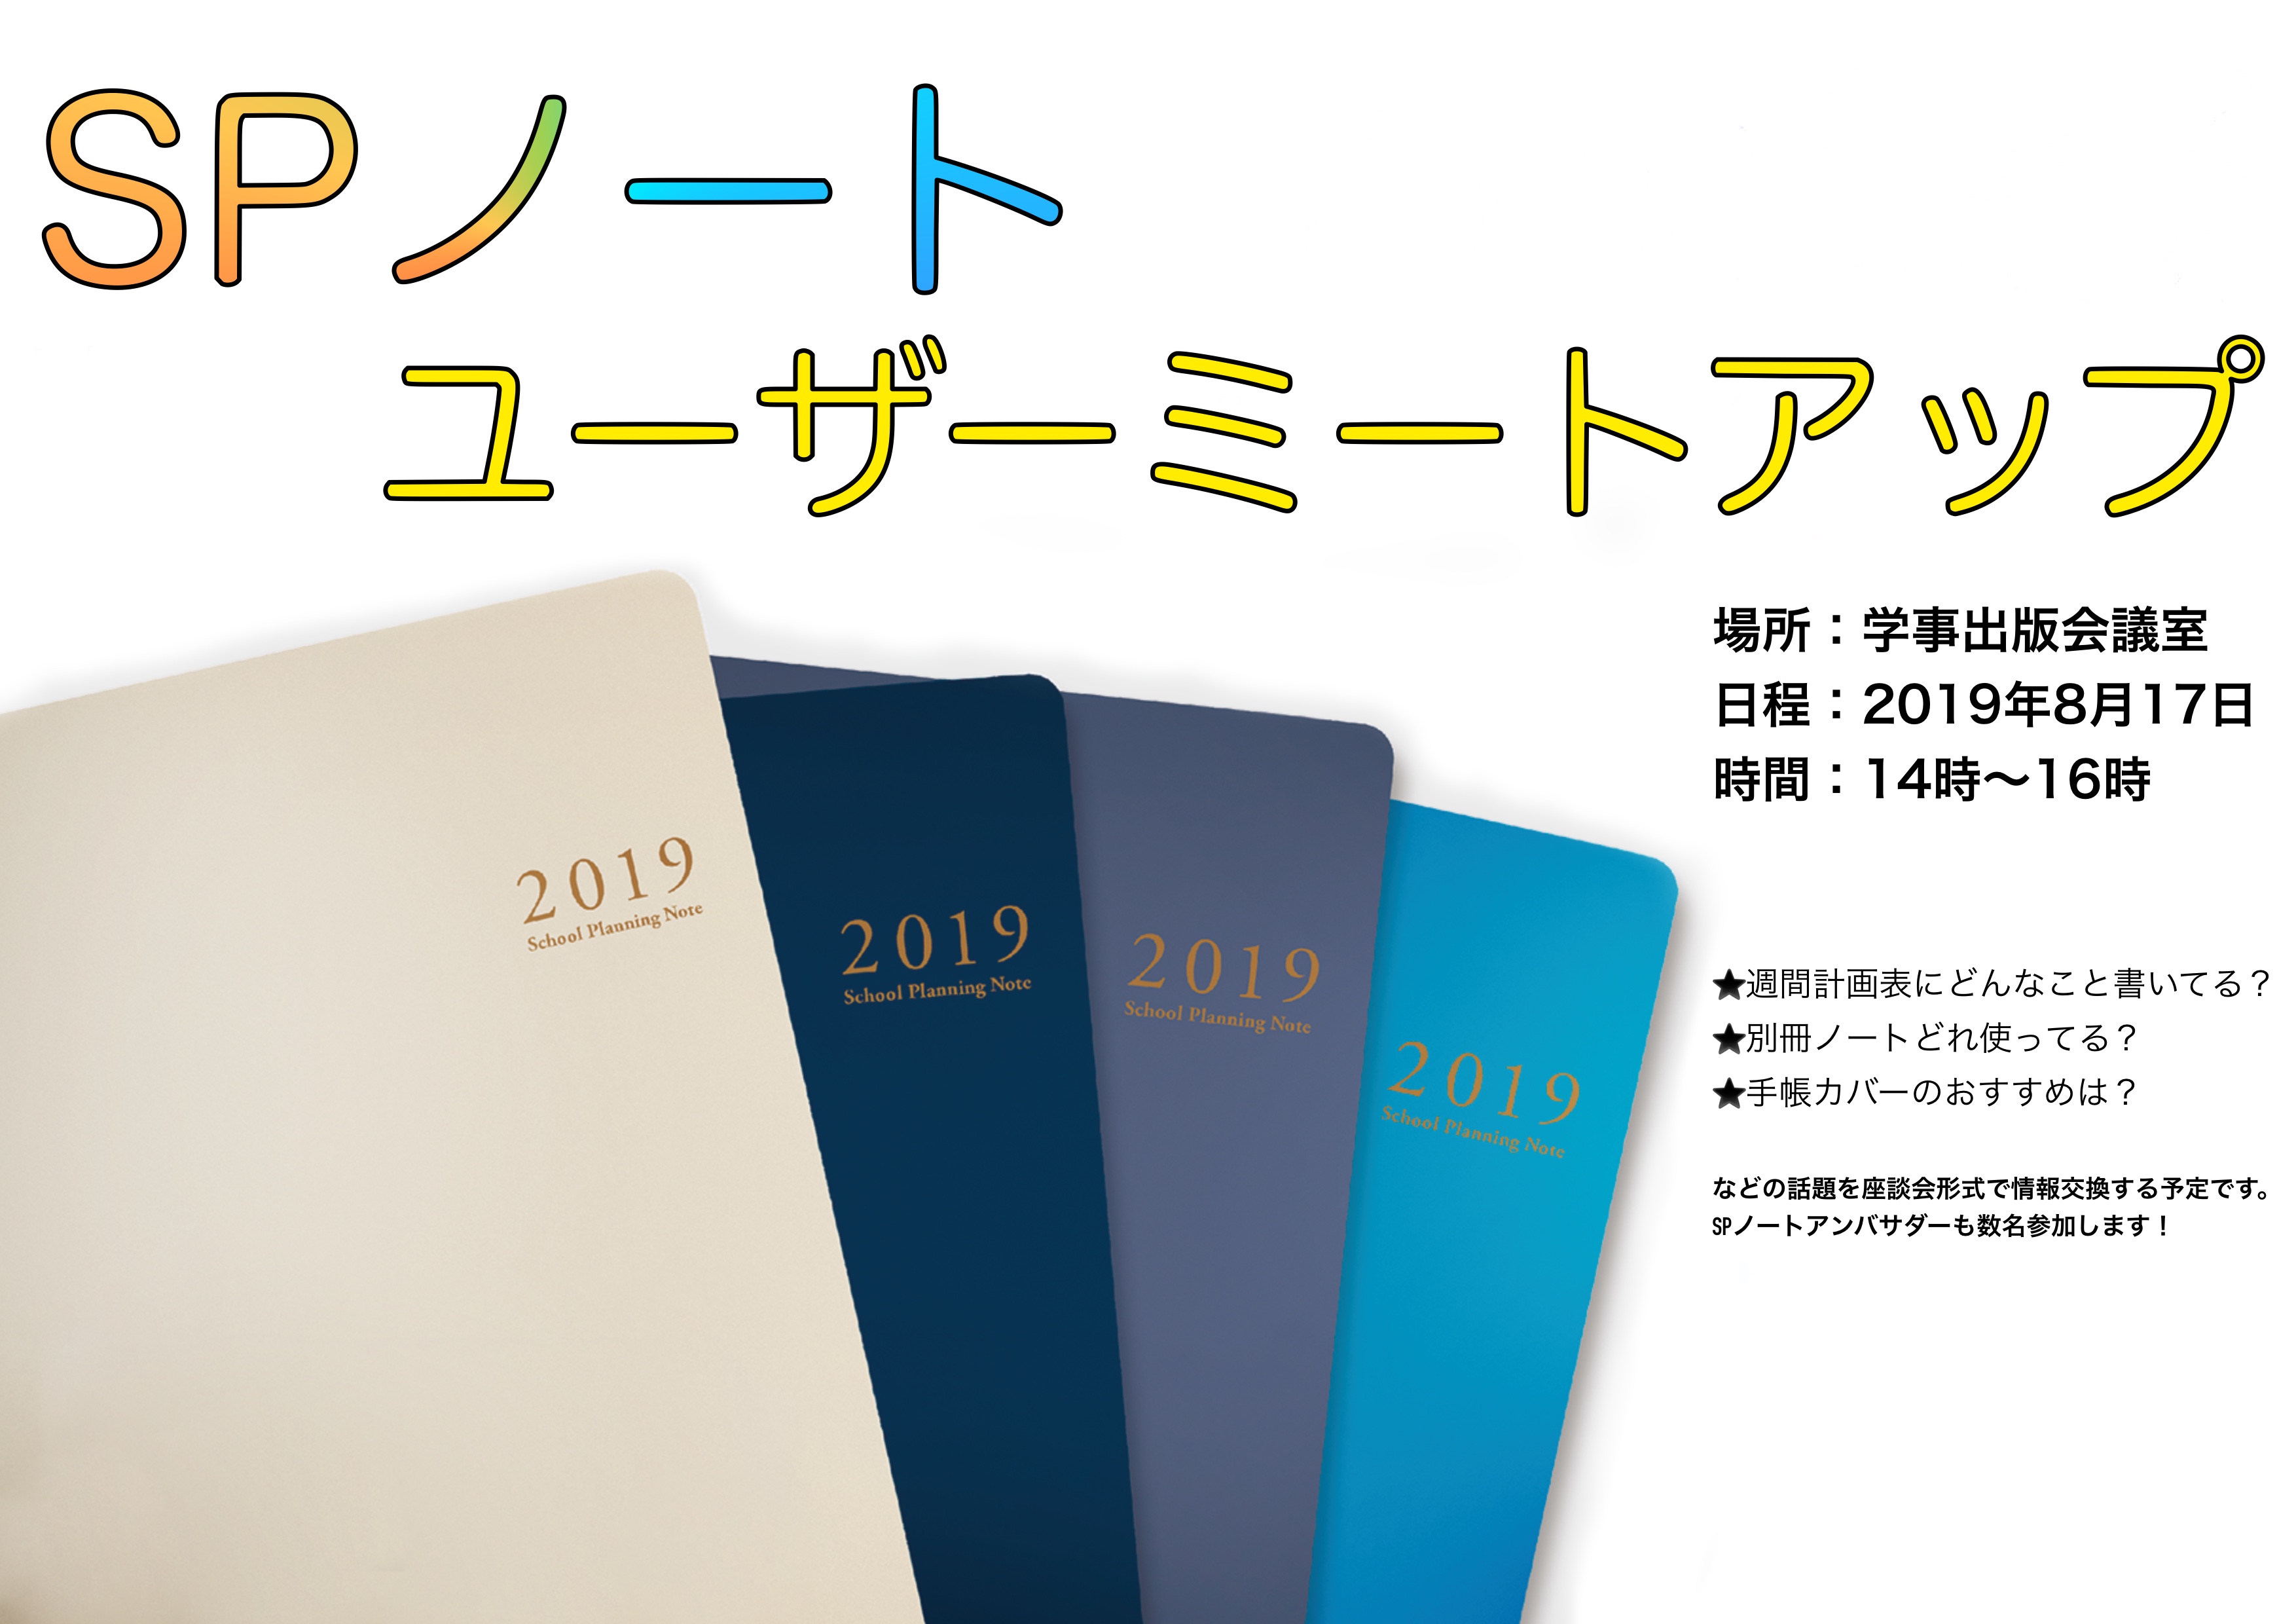 SPノート
ユーザーミートアップ
場所：学事出版会議室
日程：2019年8月17日
時間：14時〜16時
2019
School Planning Note
2019
School Planning Note
2019
School Planning Note
2019
School Planning Note
★週間計画表にどんなこと書いてる？
★別冊ノートどれ使ってる？
★手帳カバーのおすすめは？
などの話題を座談会形式で情報交換する予定です。
SPノートアンバサダーも数名参加します！